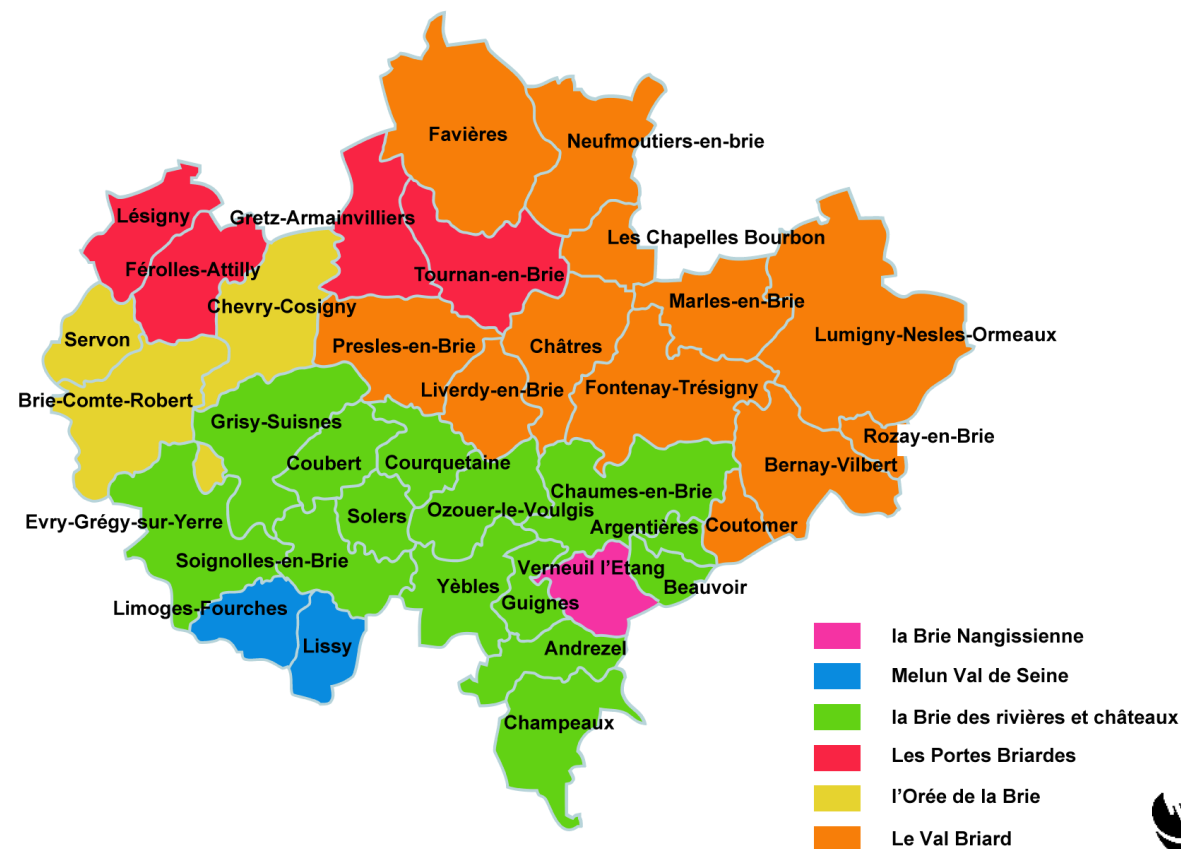 Favières
Neufmoutiers-en-brie
Lésigny
Gretz-Armainvilliers
Les Chapelles Bourbon
Férolles-Attilly
Tournan-en-Brie
Chevry-Cosigny
Marles-en-Brie
Servon
Presles-en-Brie
Châtres
Lumigny-Nesles-Ormeaux
Brie-Comte-Robert
Liverdy-en-Brie
Fontenay-Trésigny
Grisy-Suisnes
Rozay-en-Brie
Coubert
Courquetaine
Bernay-Vilbert
Chaumes-en-Brie
Evry-Grégy-sur-Yerre
Solers
Ozouer-le-Voulgis
Argentières
Coutomer
Soignolles-en-Brie
Verneuil l'Etang
Yèbles
Beauvoir
Limoges-Fourches
Guignes
Lissy
Andrezel
Champeaux
la Brie Nangissienne
Melun Val de Seine
la Brie des rivières et châteaux
Les Portes Briardes
l'Orée de la Brie
Le Val Briard